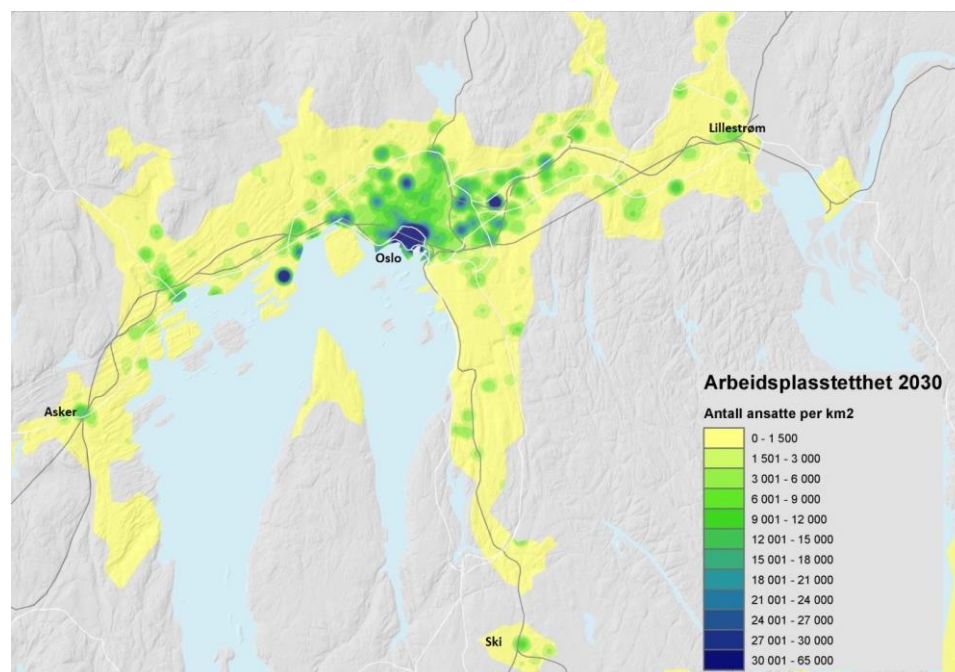 Lillestrøm
Oslo
Asker
Ski
Arbeidsplasstetthet 2030
Antall ansatte per km2
0 - 1 500
1 501 - 3 000
3 001 - 6 000
6 001 - 9 000
9 001 - 12 000
12 001 - 15 000
15 001 - 18 000
18 001 - 21 000
21 001 - 24 000
24 001 - 27 000
27 001 - 30 000
30 001 - 65 000